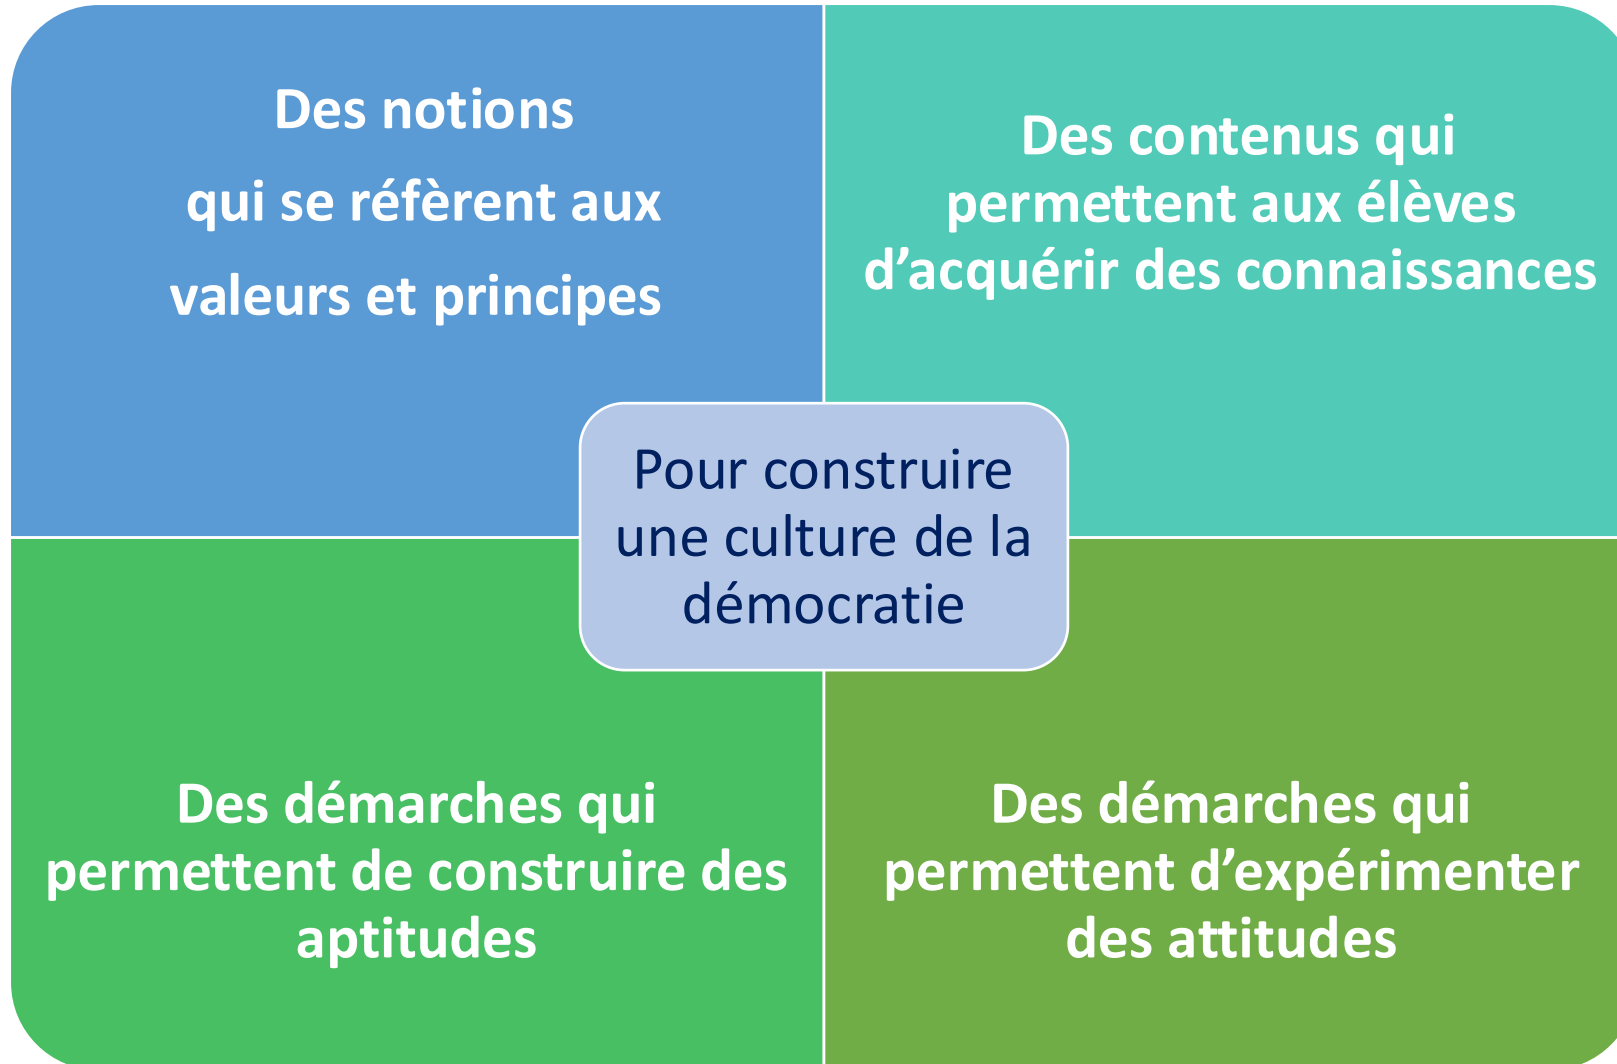 Des notions
qui se réfèrent aux
valeurs et principes
Des contenus qui
permettent aux élèves
d’acquérir des connaissances
Pour construire
une culture de la
démocratie
Des démarches qui
permettent de construire des
aptitudes
Des démarches qui
permettent d’expérimenter
des attitudes